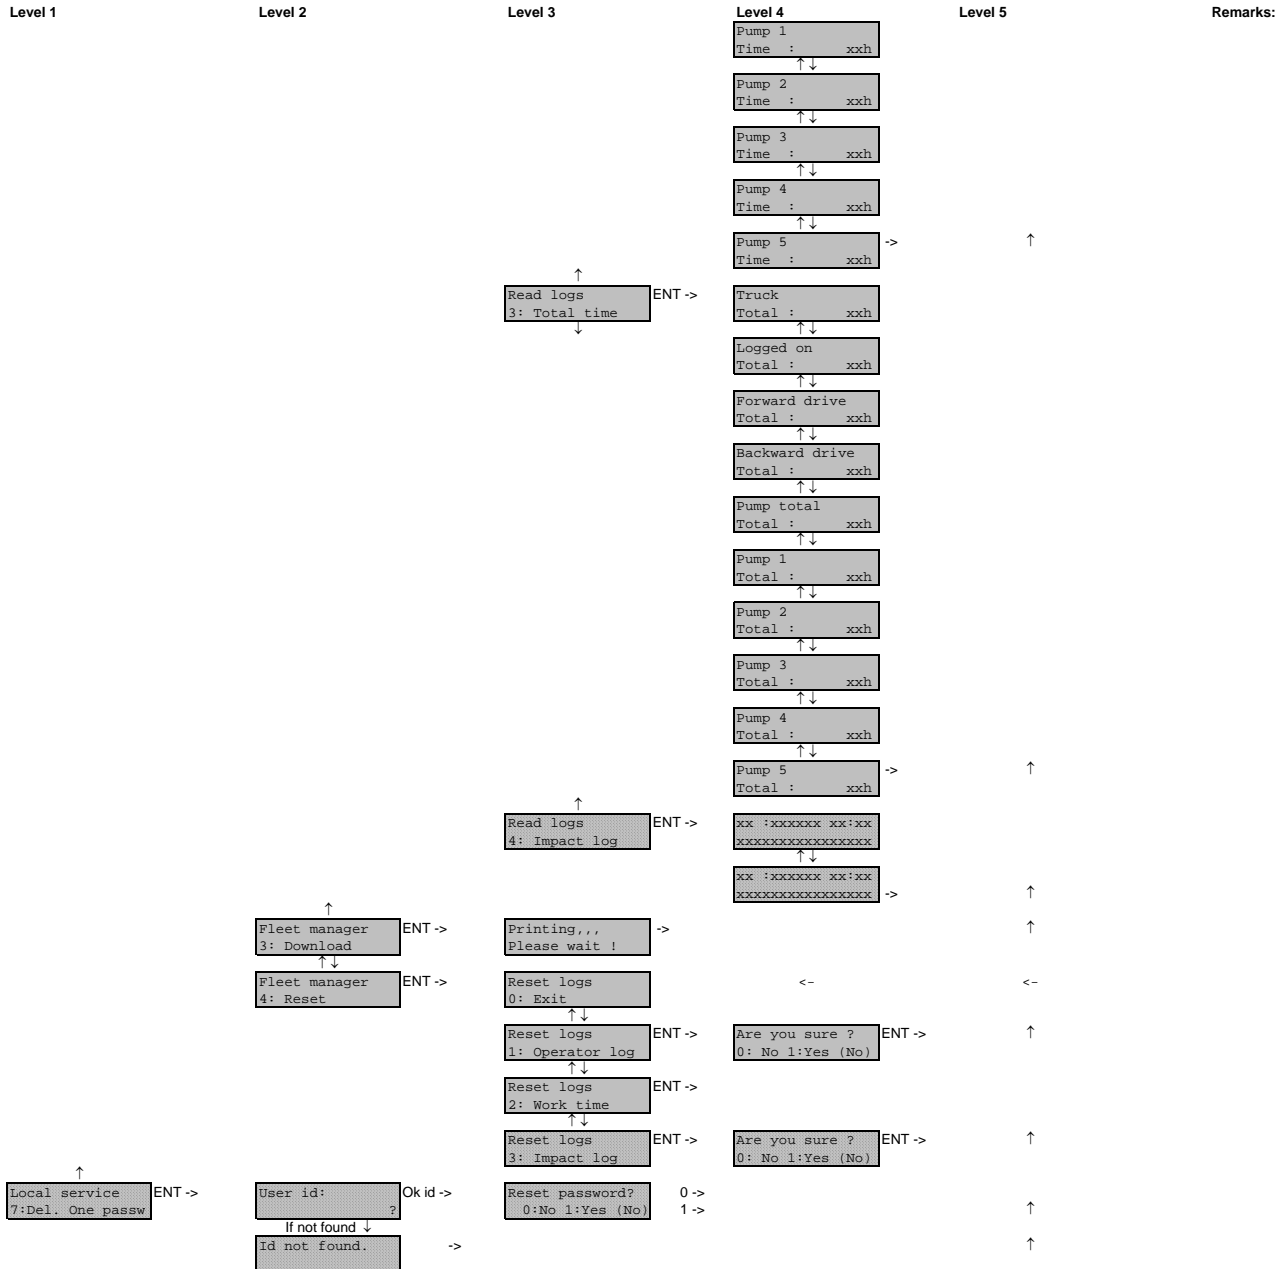 Level 1 Level 2 Level 3 Level 4 Level 5 Remarks:
Pump 1
Time : xxh
↑↓
Pump 2
Time : xxh
↑↓
Pump 3
Time : xxh
↑↓
Pump 4
Time : xxh
↑↓
Pump 5 -> ↑
Time : xxh
↑
Read logs ENT -> Truck
3: Total time Total : xxh
↓ ↑↓
Logged on
Total : xxh
↑↓
Forward drive
Total : xxh
↑↓
Backward drive
Total : xxh
↑↓
Pump total
Total : xxh
↑↓
Pump 1
Total : xxh
↑↓
Pump 2
Total : xxh
↑↓
Pump 3
Total : xxh
↑↓
Pump 4
Total : xxh
↑↓
Pump 5 -> ↑
Total : xxh
↑
Read logs ENT -> xx :xxxxxx xx:xx
4: Impact log xxxxxxxxxxxxxxxx
↑↓
xx :xxxxxx xx:xx
xxxxxxxxxxxxxxxx -> ↑
↑
Fleet manager ENT -> Printing,,, -> ↑
3: Download Please wait !
↑↓
Fleet manager ENT -> Reset logs <- <-
4: Reset 0: Exit
↑↓
Reset logs ENT -> Are you sure ? ENT -> ↑
1: Operator log 0: No 1:Yes (No)
↑↓
Reset logs ENT ->
2: Work time
↑↓
Reset logs ENT -> Are you sure ? ENT -> ↑
3: Impact log 0: No 1:Yes (No)
↑
Local service ENT -> User id: Ok id -> Reset password? 0 ->
7:Del. One passw ? 0:No 1:Yes (No) 1 -> ↑
If not found ↓
Id not found. -> ↑